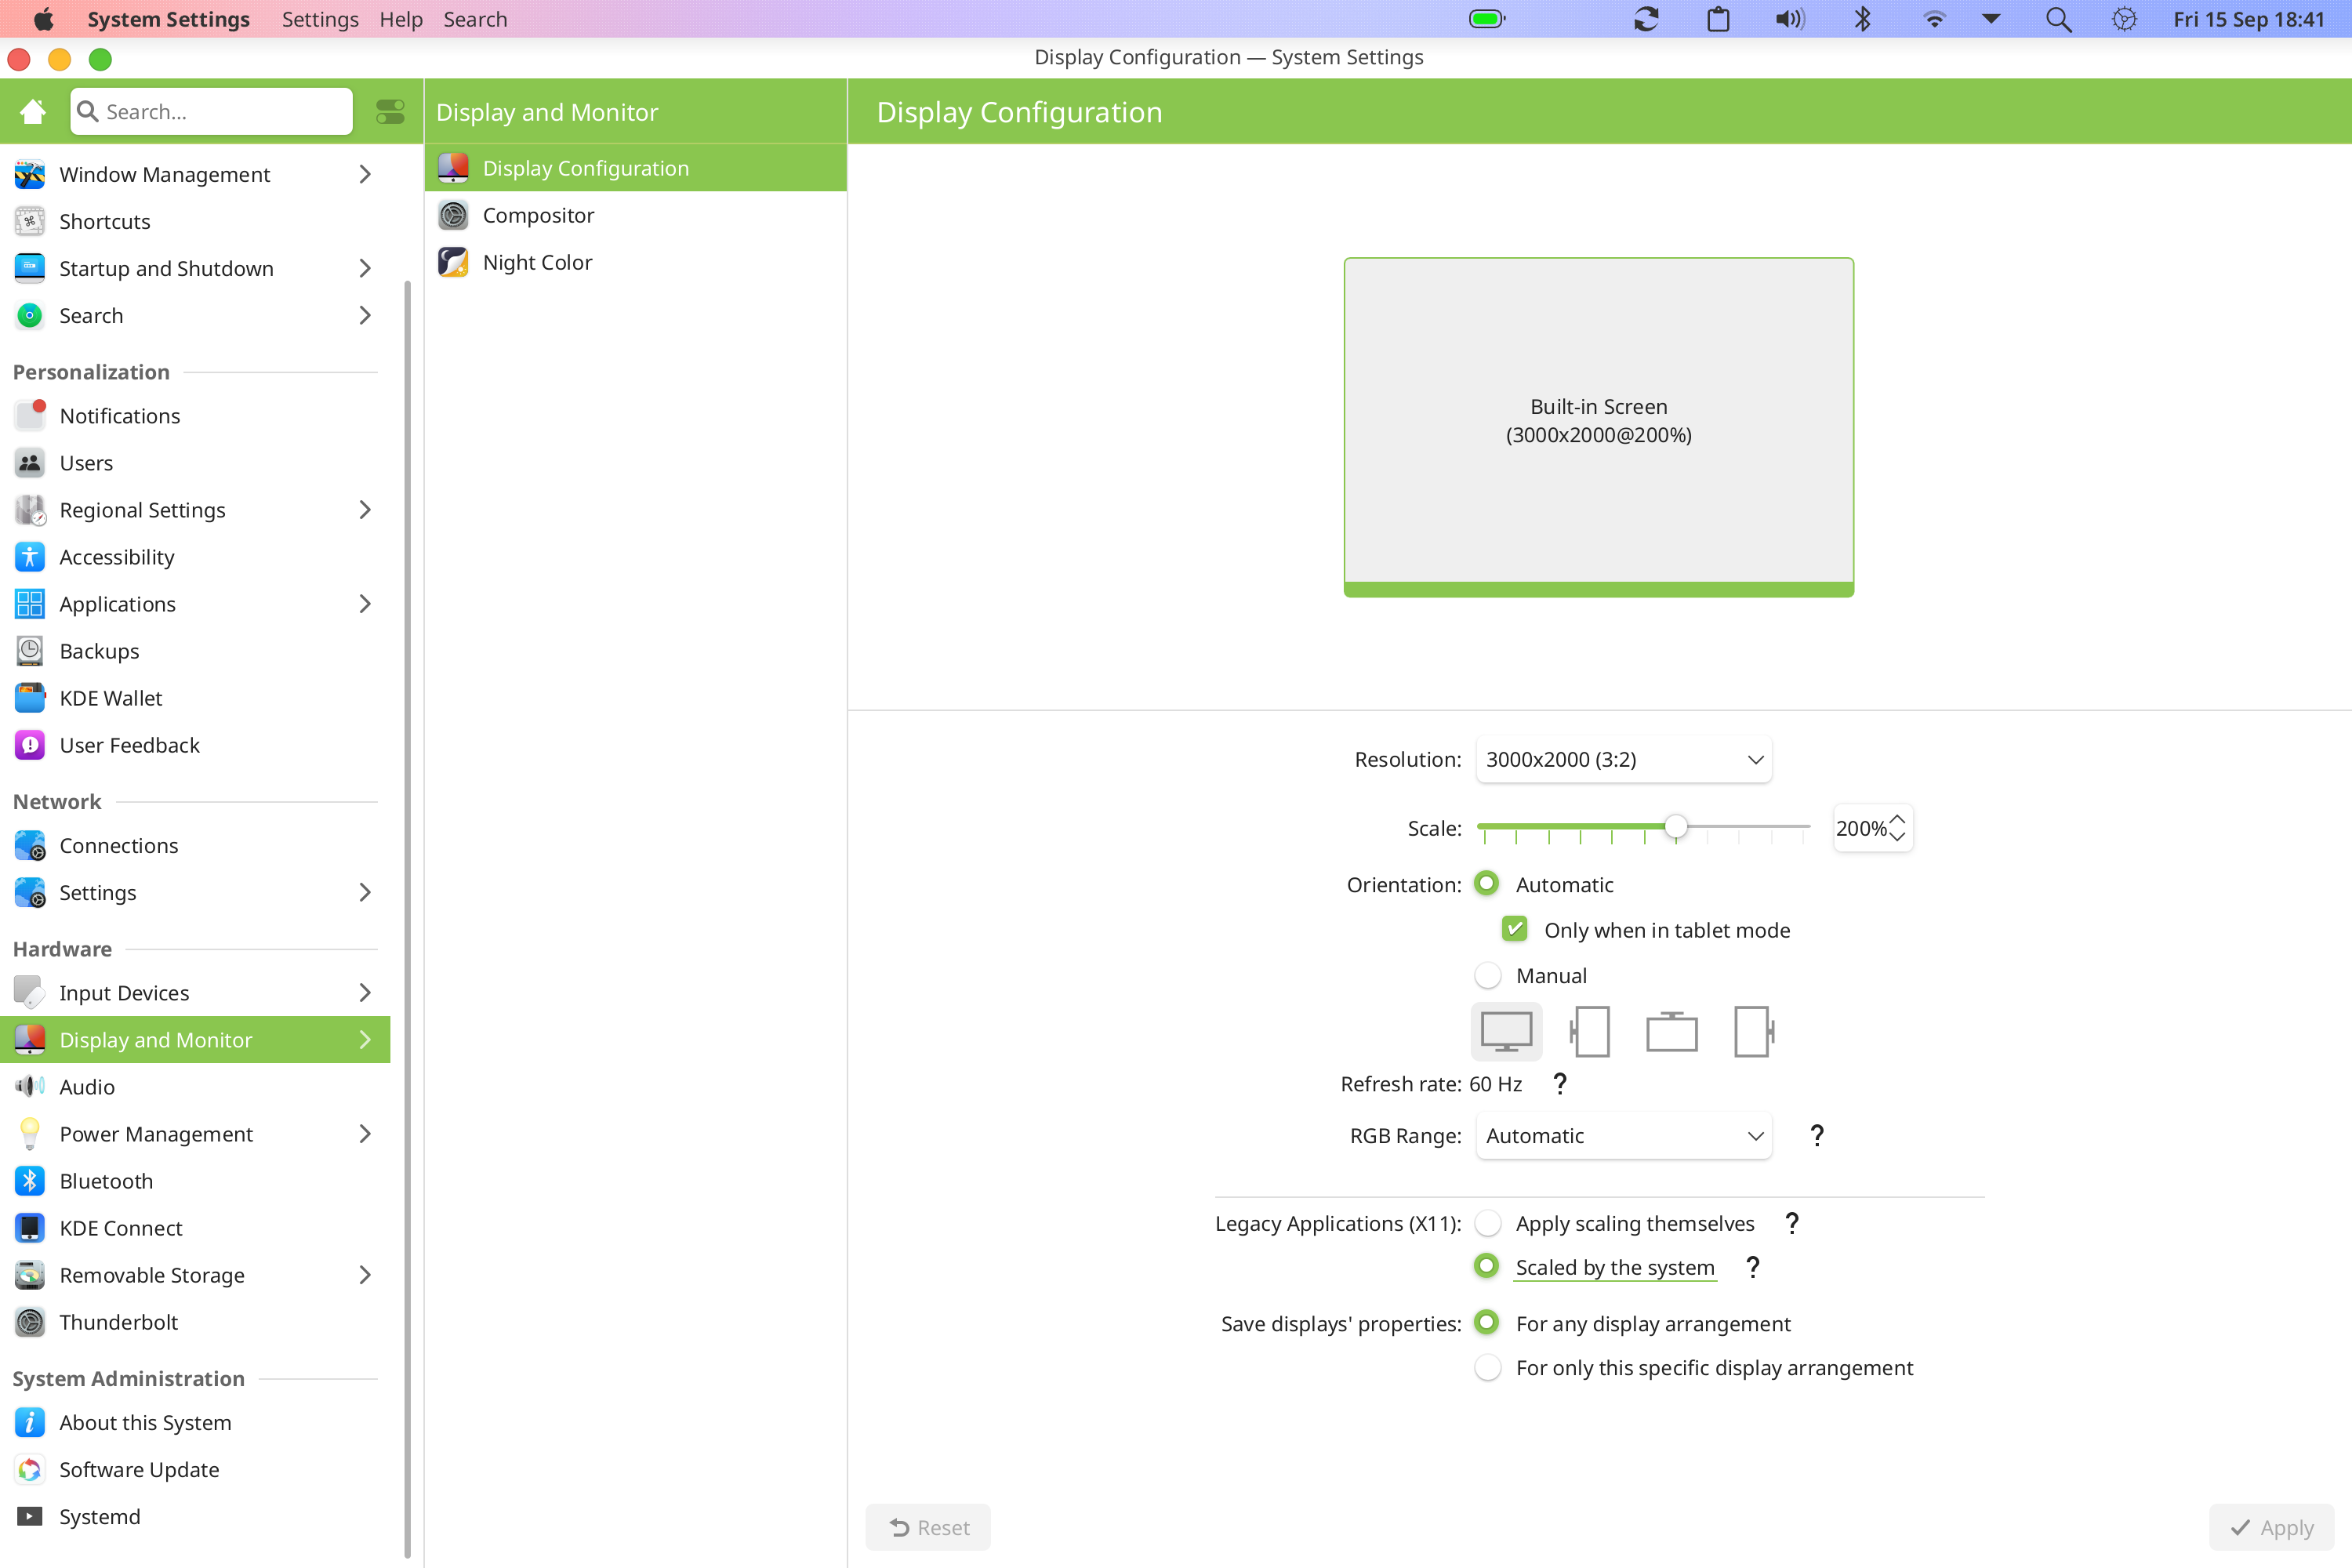 System Settings Settings Help Search Fri 15 Sep 18:41
Display Configuration — System Settings
Search...
Display and Monitor
Display Configuration
Window Management
Shortcuts
Startup and Shutdown
Search
Personalization
Notifications
Users
Regional Settings
Accessibility
Applications
Backups
KDE Wallet
User Feedback
Network
Connections
Settings
Hardware
Input Devices
Display and Monitor
Audio
Power Management
Bluetooth
KDE Connect
Removable Storage
Thunderbolt
System Administration
About this System
Software Update
Systemd
Display Configuration
Compositor
Night Color
Built-in Screen
(3000x2000@200%)
Resolution: 3000x2000 (3:2)
Scale: 200%
Orientation: Automatic
Only when in tablet mode
Manual
Refresh rate: 60 Hz ?
RGB Range: Automatic ?
Legacy Applications (X11): Apply scaling themselves ?
Scaled by the system ?
Save displays' properties: For any display arrangement
For only this specific display arrangement
Reset
Apply